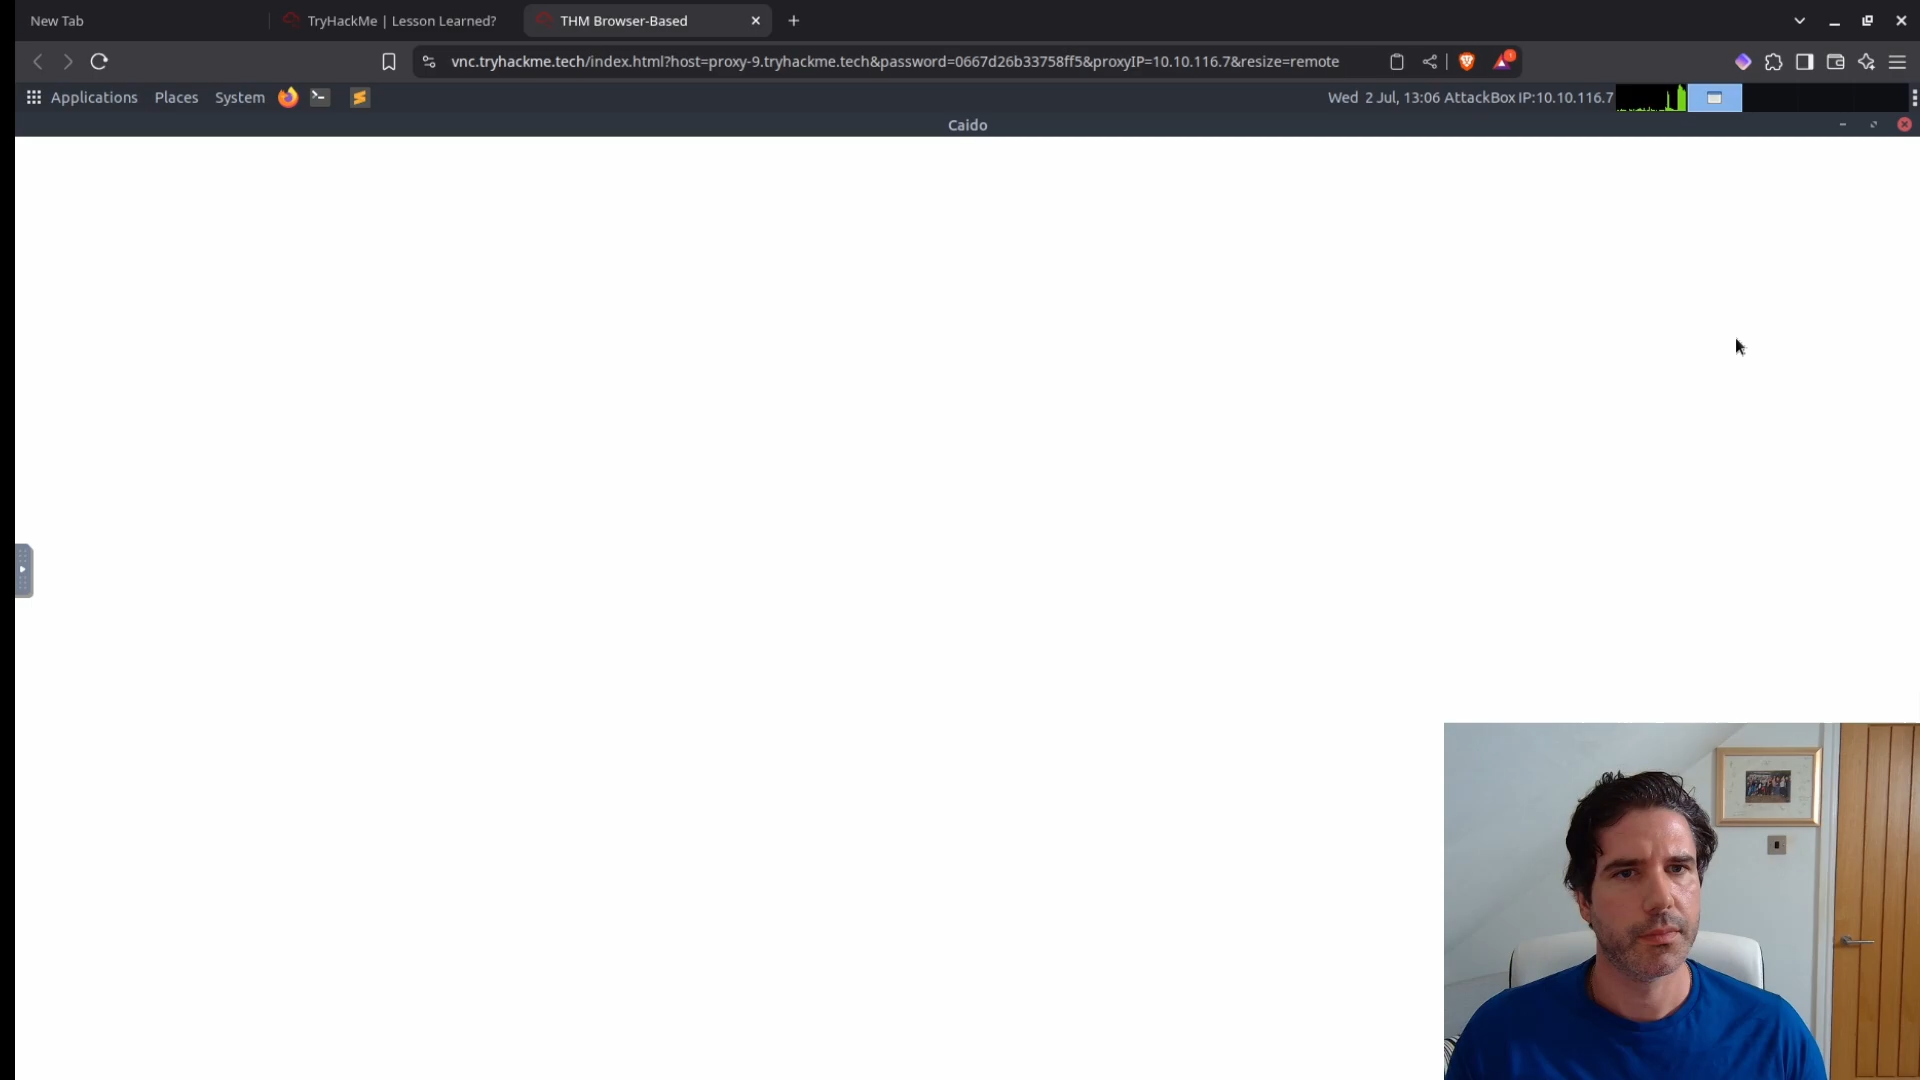 New Tab
TryHackMe | Lesson Learned?
THM Browser-Based
vnc.tryhackme.tech/index.html?host=proxy-9.tryhackme.tech&password=0667d26b33758ff5&proxyIP=10.10.116.7&resize=remote
Applications Places System
Wed 2 Jul, 13:06 AttackBox IP:10.10.116.7
Caido